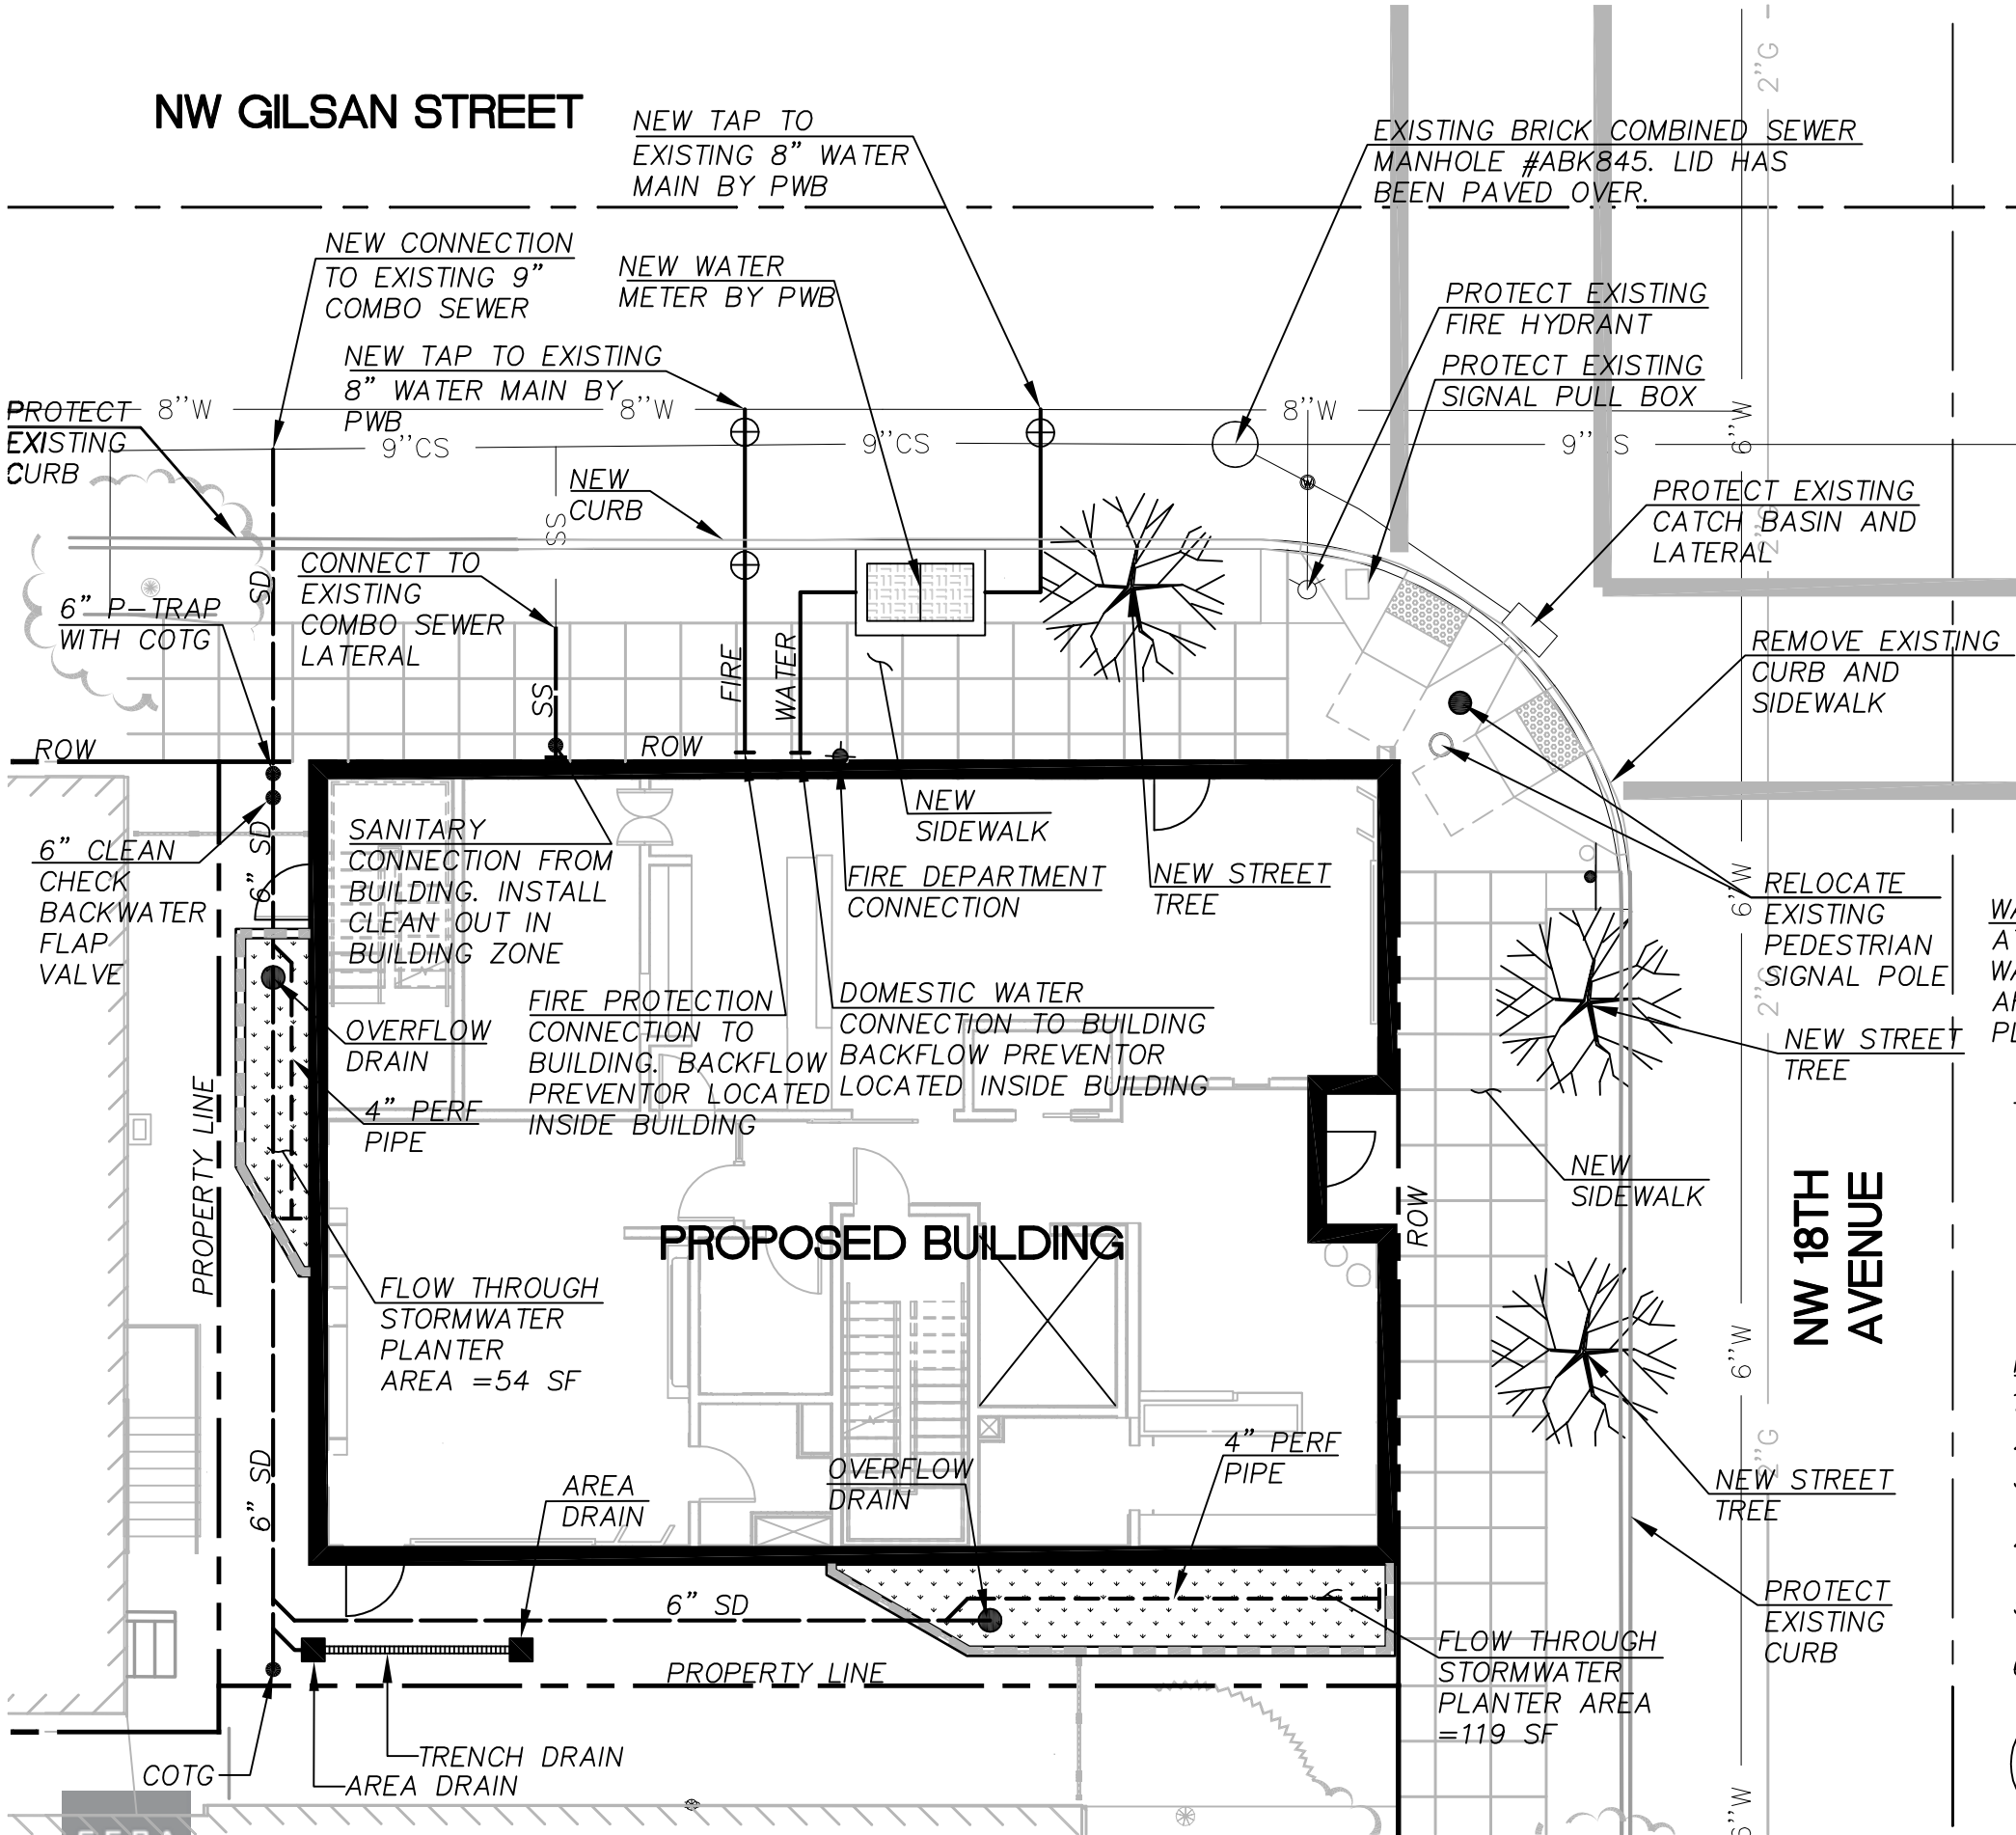 NW GILSAN STREET
NEW TAP TO
EXISTING 8" WATER
MAIN BY PWB
EXISTING BRICK COMBINED SEWER
MANHOLE #ABK845. LID HAS
BEEN PAVED OVER.
2"G
NEW CONNECTION
TO EXISTING 9"
COMBO SEWER
NEW WATER
METER BY PWB
PROTECT EXISTING
FIRE HYDRANT
NEW TAP TO EXISTING
8" WATER MAIN BY
PWB
PROTECT EXISTING
SIGNAL PULL BOX
PROTECT
EXISTING
CURB
8"W
8"W
8"W
6"W
9"CS
9"CS
9" S
NEW
CURB
SS
PROTECT EXISTING
CATCH BASIN AND
LATERAL
2"G
CONNECT TO
EXISTING
COMBO SEWER
LATERAL
SD
6" P-TRAP
WITH COTG
W
REMOVE EXISTING
CURB AND
SIDEWALK
SS
FIRE
WATER
ROW
ROW
6" CLEAN
CHECK
BACKWATER
FLAP
VALVE
6" SD
SANITARY
CONNECTION FROM
BUILDING. INSTALL
CLEAN OUT IN
BUILDING ZONE
NEW
SIDEWALK
FIRE DEPARTMENT
CONNECTION
NEW STREET
TREE
6"W
RELOCATE
EXISTING
PEDESTRIAN
SIGNAL POLE
2"G
OVERFLOW
DRAIN
FIRE PROTECTION
CONNECTION TO
BUILDING. BACKFLOW
PREVENTOR LOCATED
INSIDE BUILDING
DOMESTIC WATER
CONNECTION TO BUILDING
BACKFLOW PREVENTOR
LOCATED INSIDE BUILDING
NEW STREET
TREE
4" PERF
PIPE
PROPERTY LINE
NEW
SIDEWALK
ROW
NW 18TH
AVENUE
PROPOSED BUILDING
FLOW THROUGH
STORMWATER
PLANTER
AREA =54 SF
6"W
6" SD
AREA
DRAIN
OVERFLOW
DRAIN
4" PERF
PIPE
2"G
NEW STREET
TREE
6" SD
PROTECT
EXISTING
CURB
FLOW THROUGH
STORMWATER
PLANTER AREA
=119 SF
PROPERTY LINE
TRENCH DRAIN
COTG
AREA DRAIN
6"W